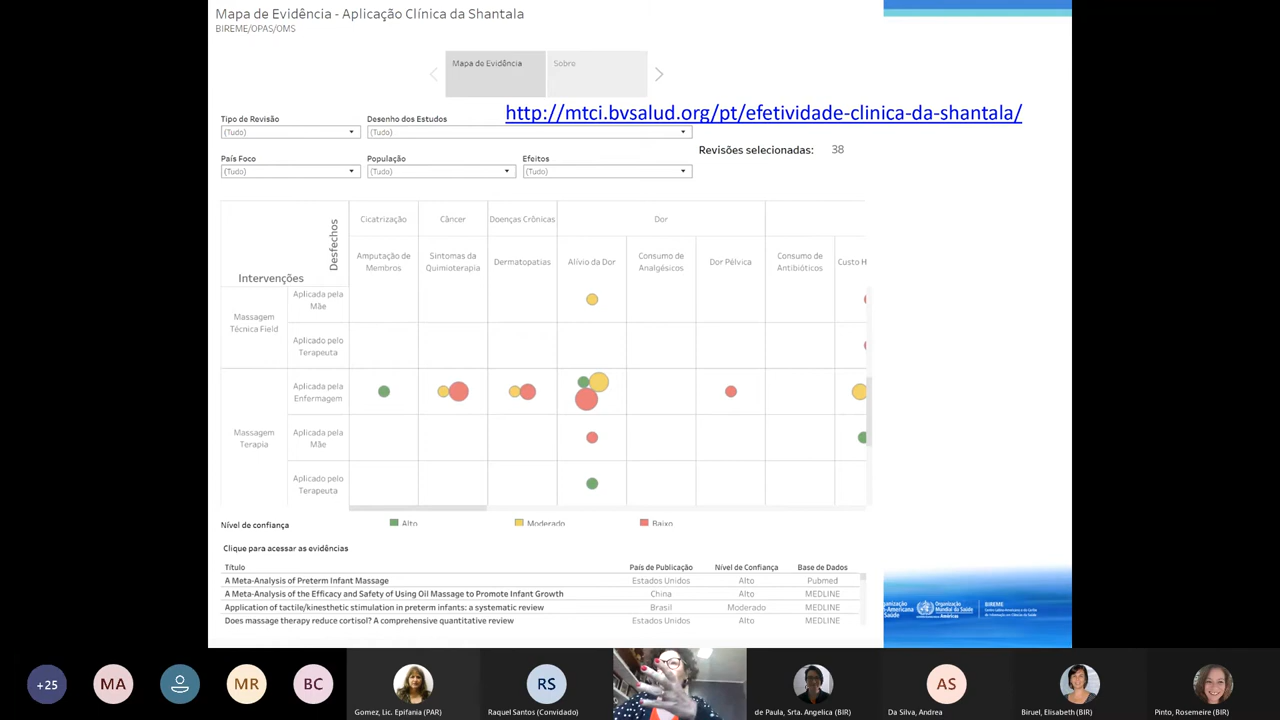 Mapa de Evidência - Aplicação Clínica da Shantala
BIREME/OPAS/OMS
Mapa de Evidência
Sobre
http://mtci.bvsalud.org/pt/efetividade-clinica-da-shantala/
Tipo de Revisão
Desenho dos Estudos
(Tudo)
(Tudo)
Revisões selecionadas: 38
País Foco
População
Efeitos
(Tudo)
(Tudo)
(Tudo)
Desfechos
Intervenções
Cicatrização
Câncer
Doenças Crônicas
Dor
Amputação de
Membros
Sintomas da
Quimioterapia
Dermatopatias
Alívio da Dor
Consumo de
Analgésicos
Dor Pélvica
Consumo de
Antibióticos
Custo H
Massagem
Técnica Field
Aplicada pela
Mãe
Aplicado pelo
Terapeuta
Massagem
Terapia
Aplicada pela
Enfermagem
Aplicada pela
Mãe
Aplicado pelo
Terapeuta
Nível de confiança
Alto
Moderado
Baixo
Clique para acessar as evidências
Título País de Publicação Nível de Confiança Base de Dados
A Meta-Analysis of Preterm Infant Massage Estados Unidos Alto Pubmed
A Meta-Analysis of the Efficacy and Safety of Using Oil Massage to Promote Infant Growth China Alto MEDLINE
Application of tactile/kinesthetic stimulation in preterm infants: a systematic review Brasil Moderado MEDLINE
Does massage therapy reduce cortisol? A comprehensive quantitative review Estados Unidos Alto MEDLINE
Organização
Mundial da Saúde
BIREME
+25
MA
MR
BC
RS
AS
Gomez, Lic. Epifania (PAR)
Raquel Santos (Convidado)
de Paula, Srta. Angelica (BIR)
Da Silva, Andrea
Biruel, Elisabeth (BIR)
Pinto, Rosemeire (BIR)